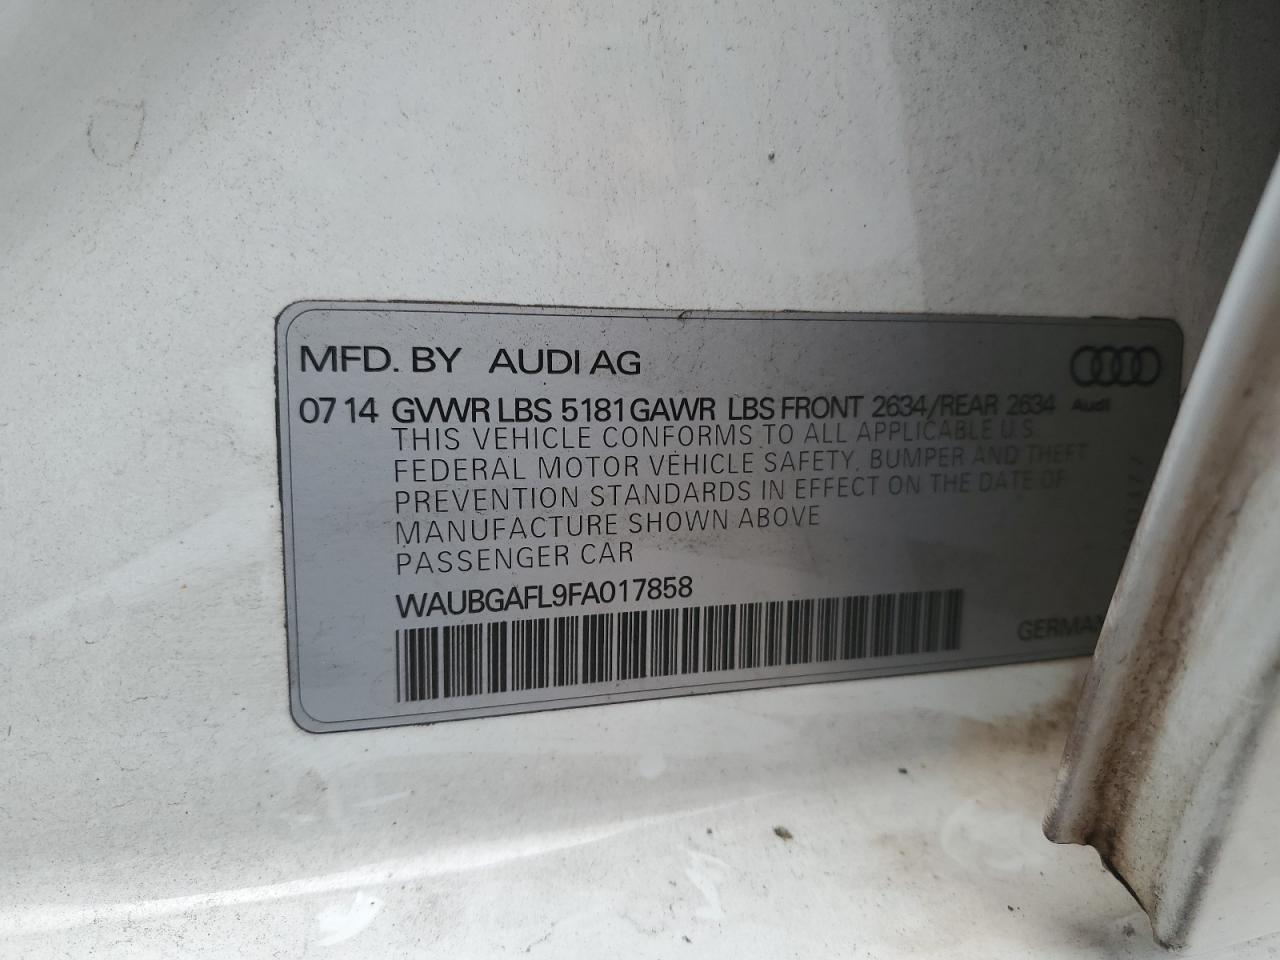 MFD. BY AUDI AG
07 14 GVWR LBS 5181 GAWR LBS FRONT 2634/REAR 2634 Audi
THIS VEHICLE CONFORMS TO ALL APPLICABLE U.S.
FEDERAL MOTOR VEHICLE SAFETY, BUMPER AND THEFT
PREVENTION STANDARDS IN EFFECT ON THE DATE OF
MANUFACTURE SHOWN ABOVE
PASSENGER CAR
WAUBGAFL9FA017858